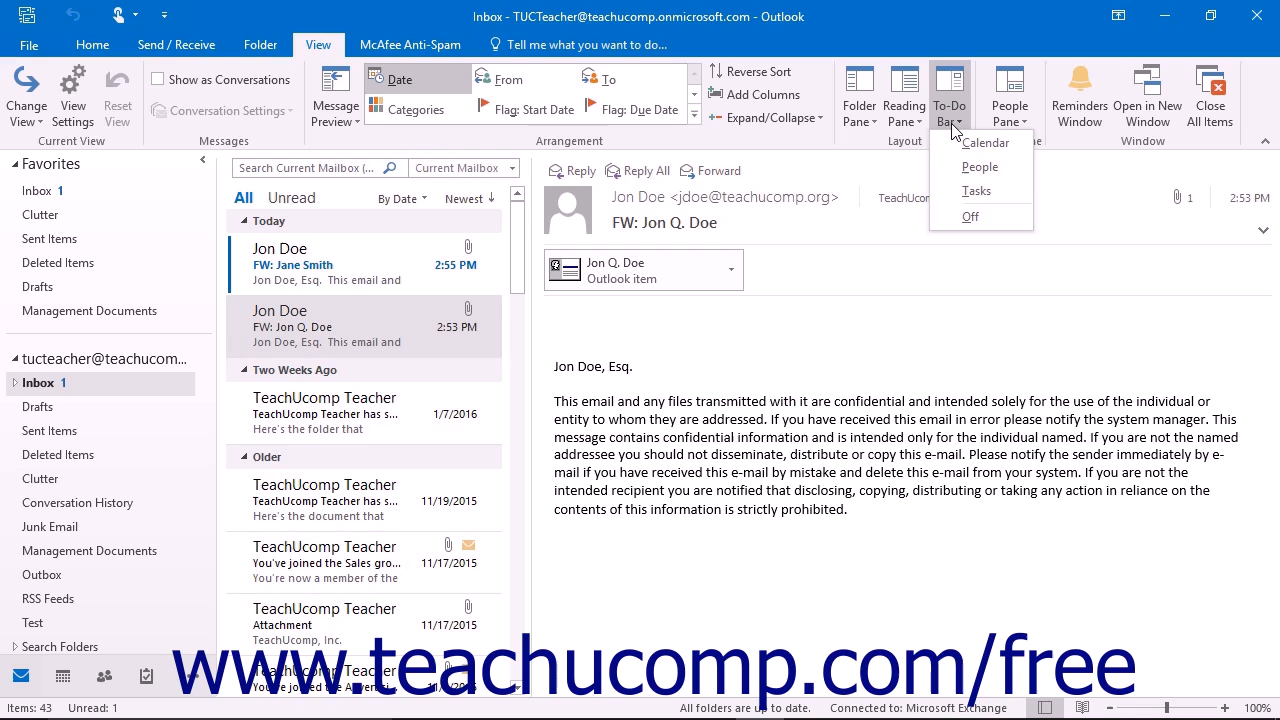 Inbox - TUCTeacher@teachucomp.onmicrosoft.com - Outlook
File Home Send / Receive Folder View McAfee Anti-Spam Tell me what you want to do...
Change View
View Settings
Reset View
Current View
Show as Conversations
Conversation Settings
Messages
Message Preview
Date From To
Categories Flag: Start Date Flag: Due Date
Reverse Sort
Add Columns
Expand/Collapse
Arrangement
Folder Pane
Reading Pane
To-Do Bar
Layout
People Pane
Reminders Window
Open in New Window
Close All Items
Window
Calendar
People
Tasks
Off
Favorites
Inbox 1
Clutter
Sent Items
Deleted Items
Drafts
Management Documents
tucteacher@teachucomp...
Inbox 1
Drafts
Sent Items
Deleted Items
Clutter
Conversation History
Junk Email
Management Documents
Outbox
RSS Feeds
Test
Search Folders
Search Current Mailbox (... Current Mailbox
All Unread By Date Newest
Today
Jon Doe
FW: Jane Smith 2:55 PM
Jon Doe, Esq. This email and
Jon Doe
FW: Jon Q. Doe 2:53 PM
Jon Doe, Esq. This email and
Two Weeks Ago
TeachUcomp Teacher
TeachUcomp Teacher has s... 1/7/2016
Here's the folder that
Older
TeachUcomp Teacher
TeachUcomp Teacher has s... 11/19/2015
Here's the document that
TeachUcomp Teacher
You've joined the Sales gro... 11/17/2015
You're now a member of the
TeachUcomp Teacher
Attachment 11/17/2015
TeachUcomp, Inc.
TeachUcomp Teacher
Reply Reply All Forward
Jon Doe <jdoe@teachucomp.org> 1 2:53 PM
FW: Jon Q. Doe
Jon Q. Doe
Outlook item
Jon Doe, Esq.
This email and any files transmitted with it are confidential and intended solely for the use of the individual or
entity to whom they are addressed. If you have received this email in error please notify the system manager. This
message contains confidential information and is intended only for the individual named. If you are not the named
addressee you should not disseminate, distribute or copy this e-mail. Please notify the sender immediately by e-
mail if you have received this e-mail by mistake and delete this e-mail from your system. If you are not the
intended recipient you are notified that disclosing, copying, distributing or taking any action in reliance on the
contents of this information is strictly prohibited.
www.teachucomp.com/free
Items: 43 Unread: 1 All folders are up to date. Connected to: Microsoft Exchange 100%